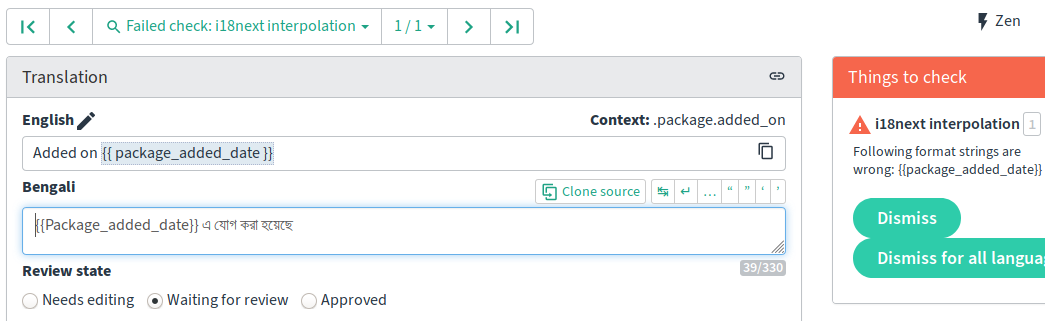 Failed check: i18next interpolation
1 / 1
Zen
Translation
Things to check
English
Context: .package.added_on
i18next interpolation 1
Added on {{ package_added_date }}
Following format strings are
wrong: {{package_added_date}}
Bengali
Clone source
↹ ↵ … “ ” ‘ ’
{{Package_added_date}} এ যোগ করা হয়েছে
Dismiss
Dismiss for all langua
Review state
39/330
Needs editing
Waiting for review
Approved